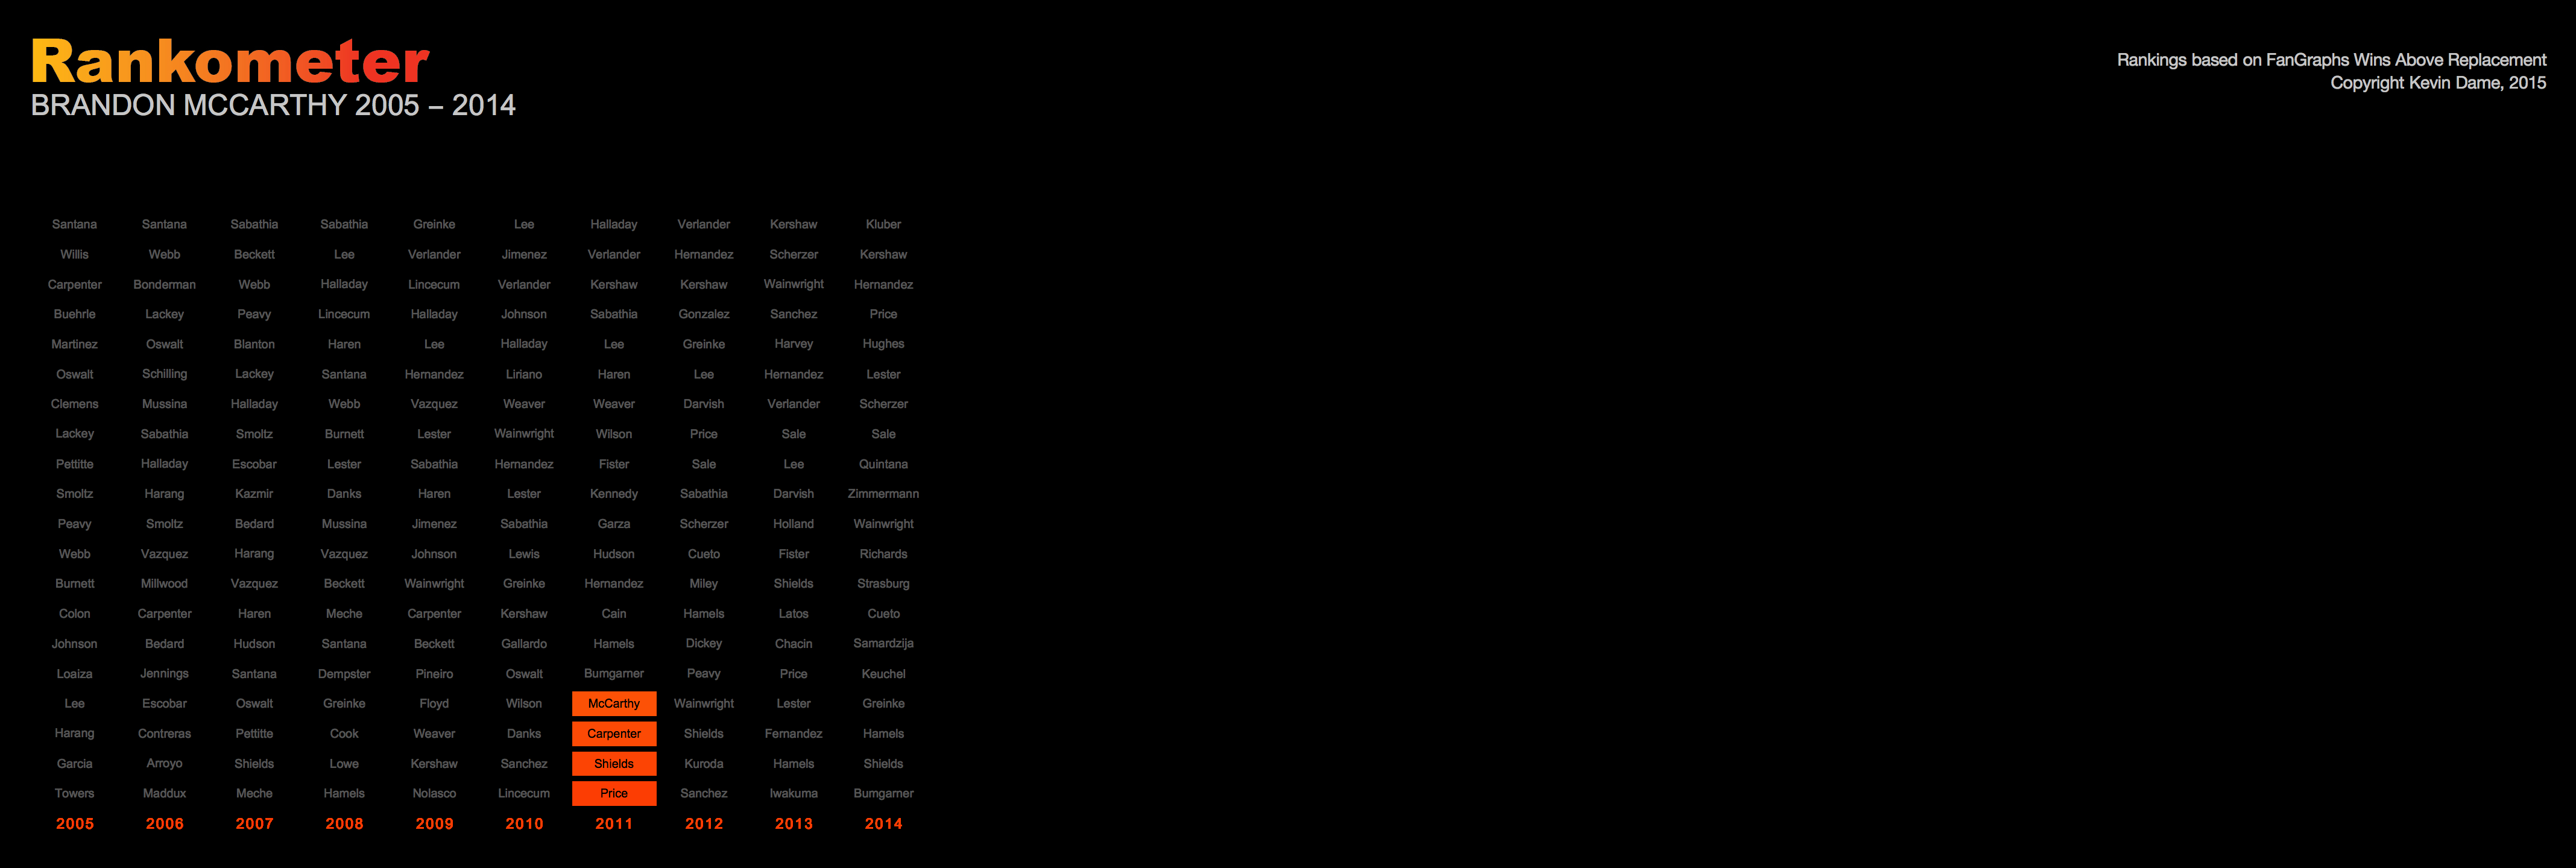 Rankometer
BRANDON MCCARTHY 2005 – 2014
Rankings based on FanGraphs Wins Above Replacement
Copyright Kevin Dame, 2015
Santana Santana Sabathia Sabathia Greinke Lee Halladay Verlander Kershaw Kluber
Willis Webb Beckett Lee Verlander Jimenez Verlander Hernandez Scherzer Kershaw
Carpenter Bonderman Webb Halladay Lincecum Verlander Kershaw Kershaw Wainwright Hernandez
Buehrle Lackey Peavy Lincecum Halladay Johnson Sabathia Gonzalez Sanchez Price
Martinez Oswalt Blanton Haren Lee Halladay Lee Greinke Harvey Hughes
Oswalt Schilling Lackey Santana Hernandez Liriano Haren Lee Hernandez Lester
Clemens Mussina Halladay Webb Vazquez Weaver Weaver Darvish Verlander Scherzer
Lackey Sabathia Smoltz Burnett Lester Wainwright Wilson Price Sale Sale
Pettitte Halladay Escobar Lester Sabathia Hernandez Fister Sale Lee Quintana
Smoltz Harang Kazmir Danks Haren Lester Kennedy Sabathia Darvish Zimmermann
Peavy Smoltz Bedard Mussina Jimenez Sabathia Garza Scherzer Holland Wainwright
Webb Vazquez Harang Vazquez Johnson Lewis Hudson Cueto Fister Richards
Burnett Millwood Vazquez Beckett Wainwright Greinke Hernandez Miley Shields Strasburg
Colon Carpenter Haren Meche Carpenter Kershaw Cain Hamels Latos Cueto
Johnson Bedard Hudson Santana Beckett Gallardo Hamels Dickey Chacin Samardzija
Loaiza Jennings Santana Dempster Pineiro Oswalt Bumgarner Peavy Price Keuchel
Lee Escobar Oswalt Greinke Floyd Wilson McCarthy Wainwright Lester Greinke
Harang Contreras Pettitte Cook Weaver Danks Carpenter Shields Fernandez Hamels
Garcia Arroyo Shields Lowe Kershaw Sanchez Shields Kuroda Hamels Shields
Towers Maddux Meche Hamels Nolasco Lincecum Price Sanchez Iwakuma Bumgarner
2005 2006 2007 2008 2009 2010 2011 2012 2013 2014